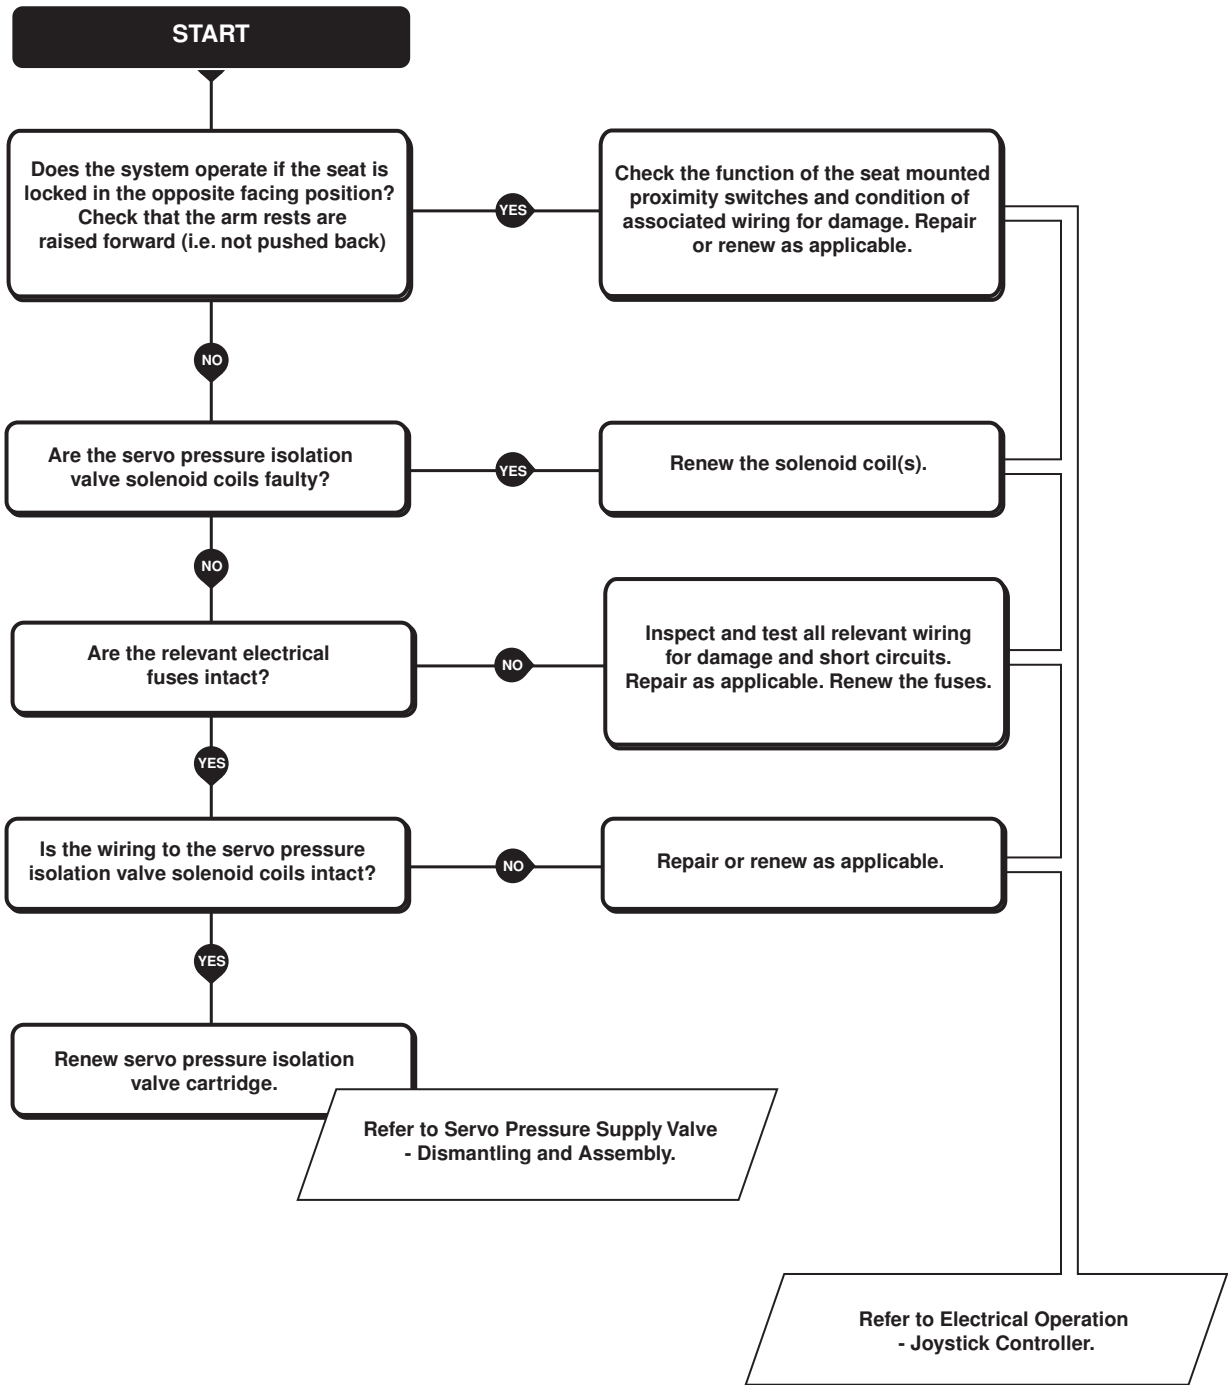 START
Does the system operate if the seat is
locked in the opposite facing position?
Check that the arm rests are
raised forward (i.e. not pushed back)
YES
Check the function of the seat mounted
proximity switches and condition of
associated wiring for damage. Repair
or renew as applicable.
NO
Are the servo pressure isolation
valve solenoid coils faulty?
YES
Renew the solenoid coil(s).
NO
Are the relevant electrical
fuses intact?
NO
Inspect and test all relevant wiring
for damage and short circuits.
Repair as applicable. Renew the fuses.
YES
Is the wiring to the servo pressure
isolation valve solenoid coils intact?
NO
Repair or renew as applicable.
YES
Renew servo pressure isolation
valve cartridge.
Refer to Servo Pressure Supply Valve
- Dismantling and Assembly.
Refer to Electrical Operation
- Joystick Controller.